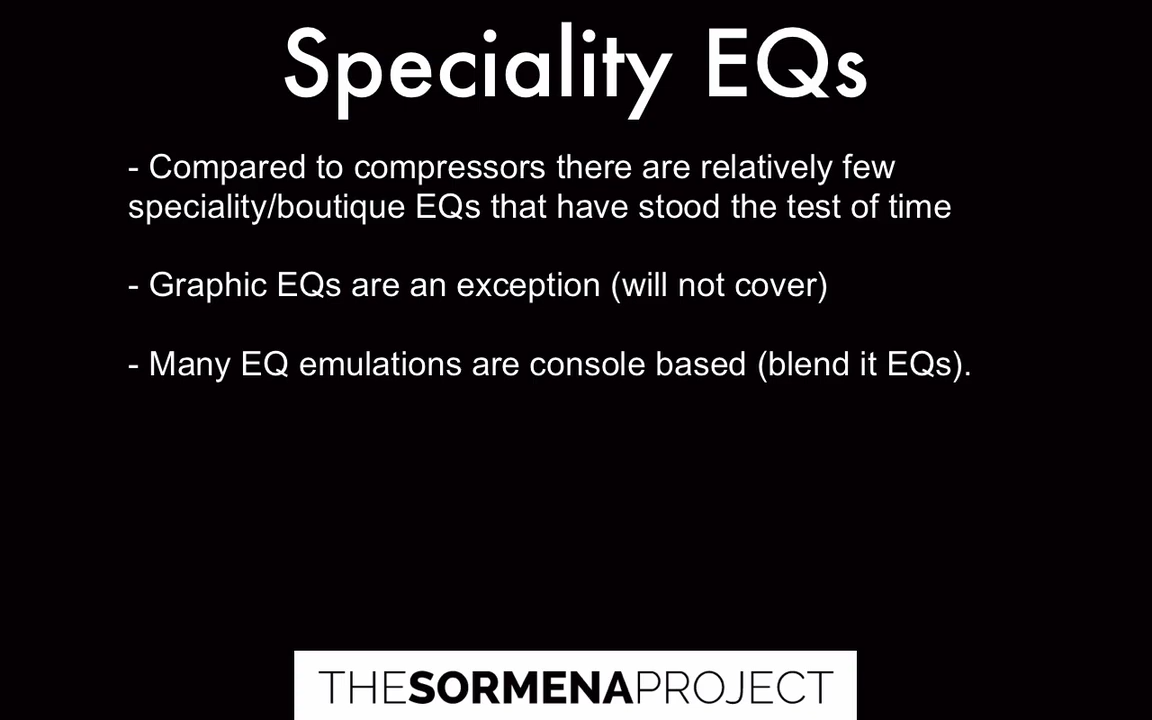 Speciality EQs
- Compared to compressors there are relatively few
speciality/boutique EQs that have stood the test of time
- Graphic EQs are an exception (will not cover)
- Many EQ emulations are console based (blend it EQs).
THESORMENAPROJECT